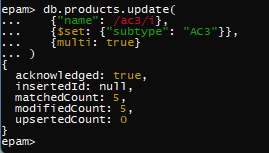 epam> db.products.update(
...     {"name": /ac3/i},
...     {$set: {"subtype": "AC3"}},
...     {multi: true}
... )
{
  acknowledged: true,
  insertedId: null,
  matchedCount: 5,
  modifiedCount: 5,
  upsertedCount: 0
}
epam>